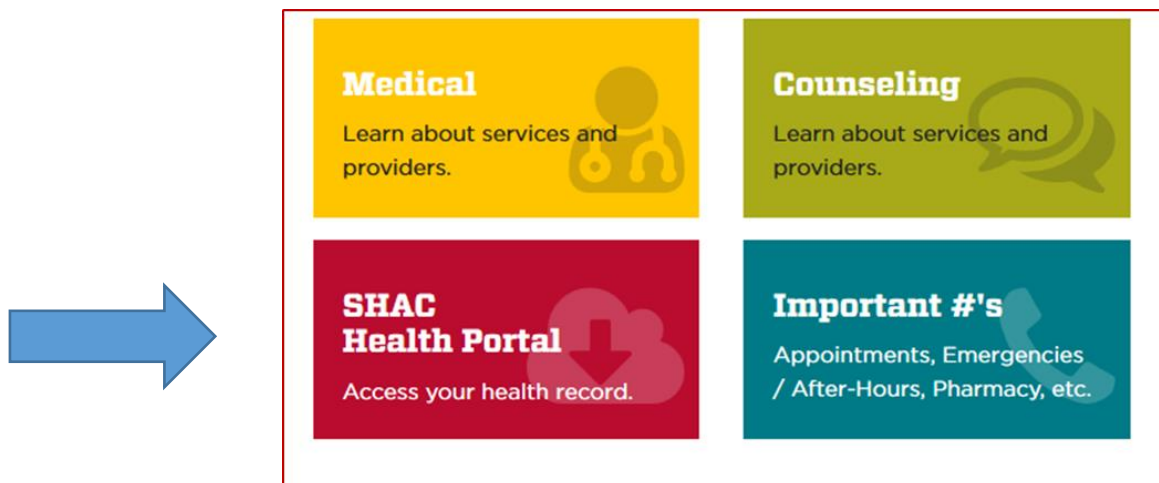 Medical
Learn about services and
providers.
Counseling
Learn about services and
providers.
SHAC
Health Portal
Access your health record.
Important #'s
Appointments, Emergencies
/ After-Hours, Pharmacy, etc.